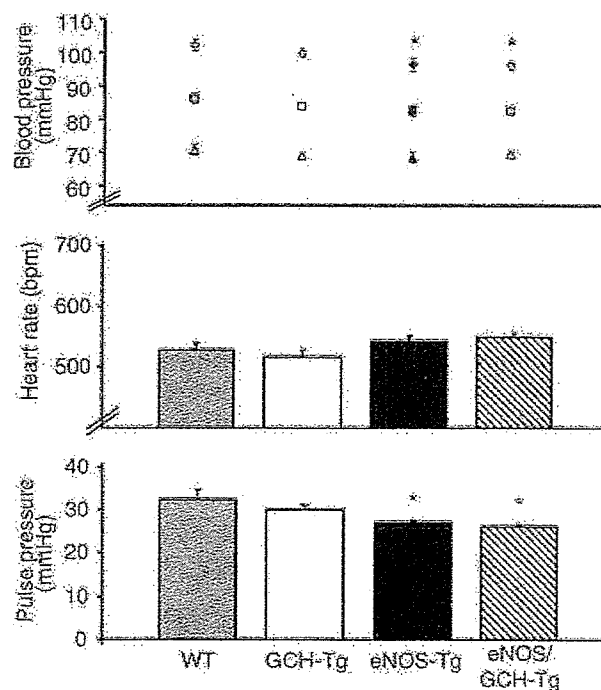 110
100
90
80
70
60
Blood pressure
(mmHg)
* *
700
600
500
Heart rate (bpm)
40
30
20
10
0
Pulse pressure
(mmHg)
* *
WT GCH-Tg eNOS-Tg eNOS/
GCH-Tg